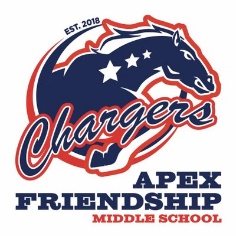 EST. 2018
Chargers
APEX
FRIENDSHIP
MIDDLE SCHOOL